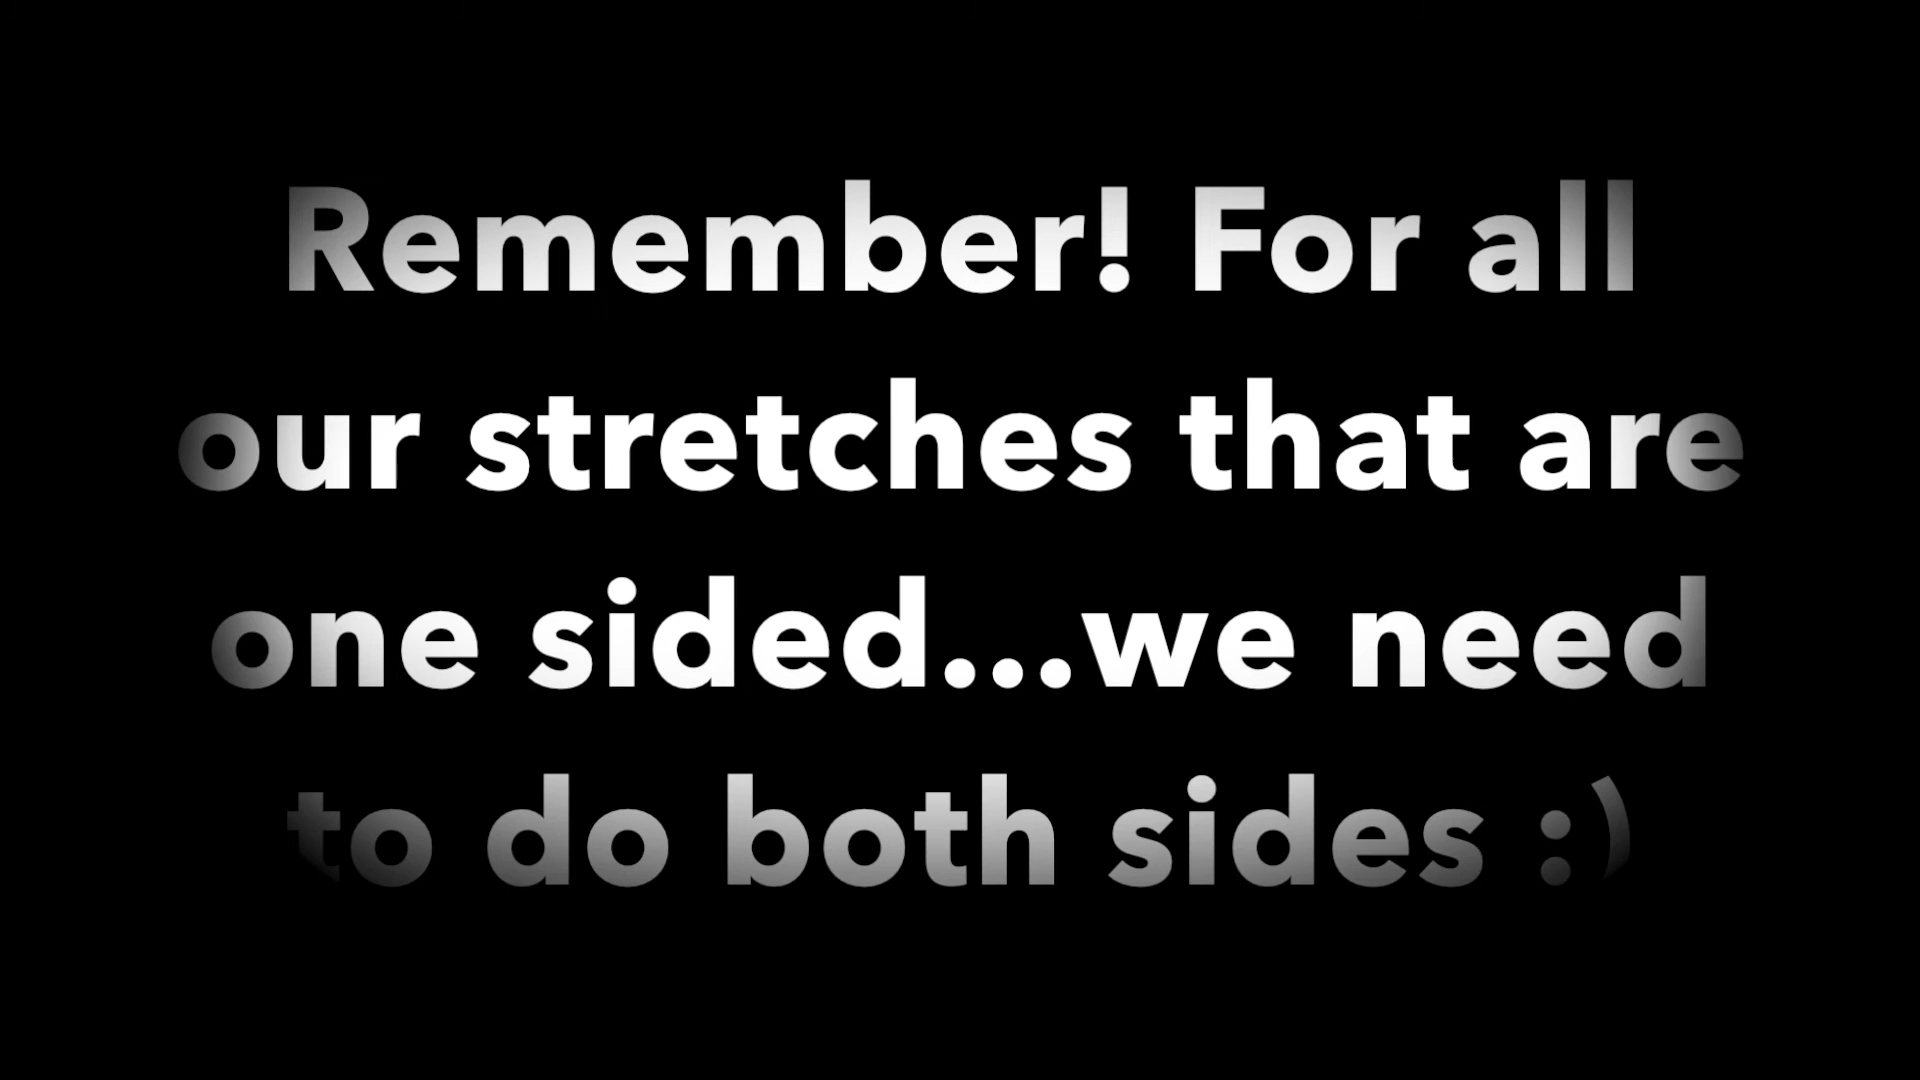 Remember! For all
our stretches that are
one sided...we need
to do both sides :)